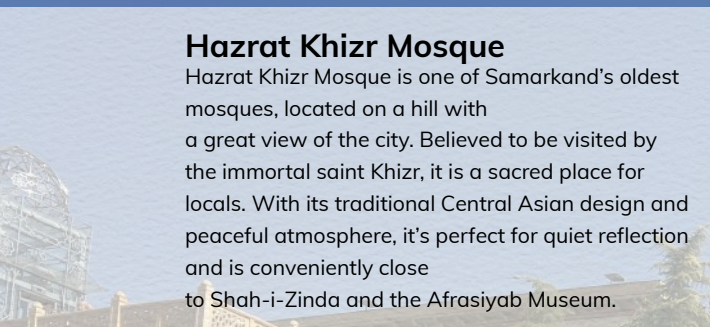 Hazrat Khizr Mosque
Hazrat Khizr Mosque is one of Samarkand’s oldest
mosques, located on a hill with
a great view of the city. Believed to be visited by
the immortal saint Khizr, it is a sacred place for
locals. With its traditional Central Asian design and
peaceful atmosphere, it’s perfect for quiet reflection
and is conveniently close
to Shah-i-Zinda and the Afrasiyab Museum.